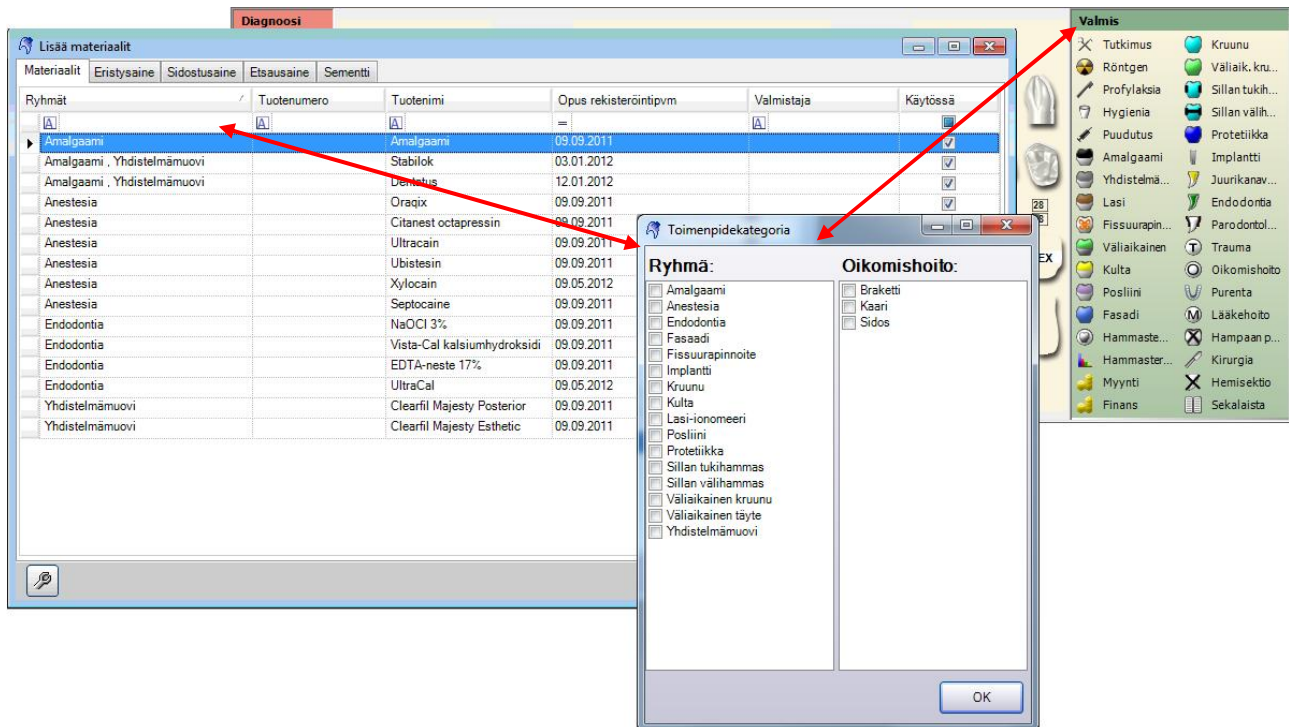 Diagnoosi
Valmis
Lisää materiaalit
Materiaalit Eristysaine Sidostusaine Etsausaine Sementti
Ryhmät Tuotenumero Tuotenimi Opus rekisteröintipvm Valmistaja Käytössä
A A A = A
Amalgaami Amalgaami 09.09.2011
Amalgaami , Yhdistelmämuovi Stabilok 03.01.2012
Amalgaami , Yhdistelmämuovi Dentatus 12.01.2012
Anestesia Oraqix 09.09.2011
Anestesia Citanest octapressin 09.09.2011
Anestesia Ultracain 09.09.2011
Anestesia Ubistesin 09.09.2011
Anestesia Xylocain 09.05.2012
Anestesia Septocaine 09.09.2011
Endodontia NaOCl 3% 09.09.2011
Endodontia Vista-Cal kalsiumhydroksidi 09.09.2011
Endodontia EDTA-neste 17% 09.09.2011
Endodontia UltraCal 09.05.2012
Yhdistelmämuovi Clearfil Majesty Posterior 09.09.2011
Yhdistelmämuovi Clearfil Majesty Esthetic 09.09.2011
Toimenpidekategoria
Ryhmä:
Amalgaami
Anestesia
Endodontia
Fasaadi
Fissuurapinnoite
Implantti
Kruunu
Kulta
Lasi-ionomeeri
Posliini
Protetiikka
Sillan tukihammas
Sillan välihammas
Väliaikainen kruunu
Väliaikainen täyte
Yhdistelmämuovi
Oikomishoito:
Braketti
Kaari
Sidos
OK
28
EX
Tutkimus Kruunu
Röntgen Väliaik. kru...
Profylaksia Sillan tukih...
Hygienia Sillan välih...
Puudutus Protetiikka
Amalgaami Implantti
Yhdistelmä... Juurikanav...
Lasi Endodontia
Fissuurapin... Parodontol...
Väliaikainen T Trauma
Kulta Oikomishoito
Posliini Purenta
Fasadi M Lääkehoito
Hammaste... Hampaan p...
Hammaster... Kirurgia
Myynti Hemisektio
Finans Sekalaista